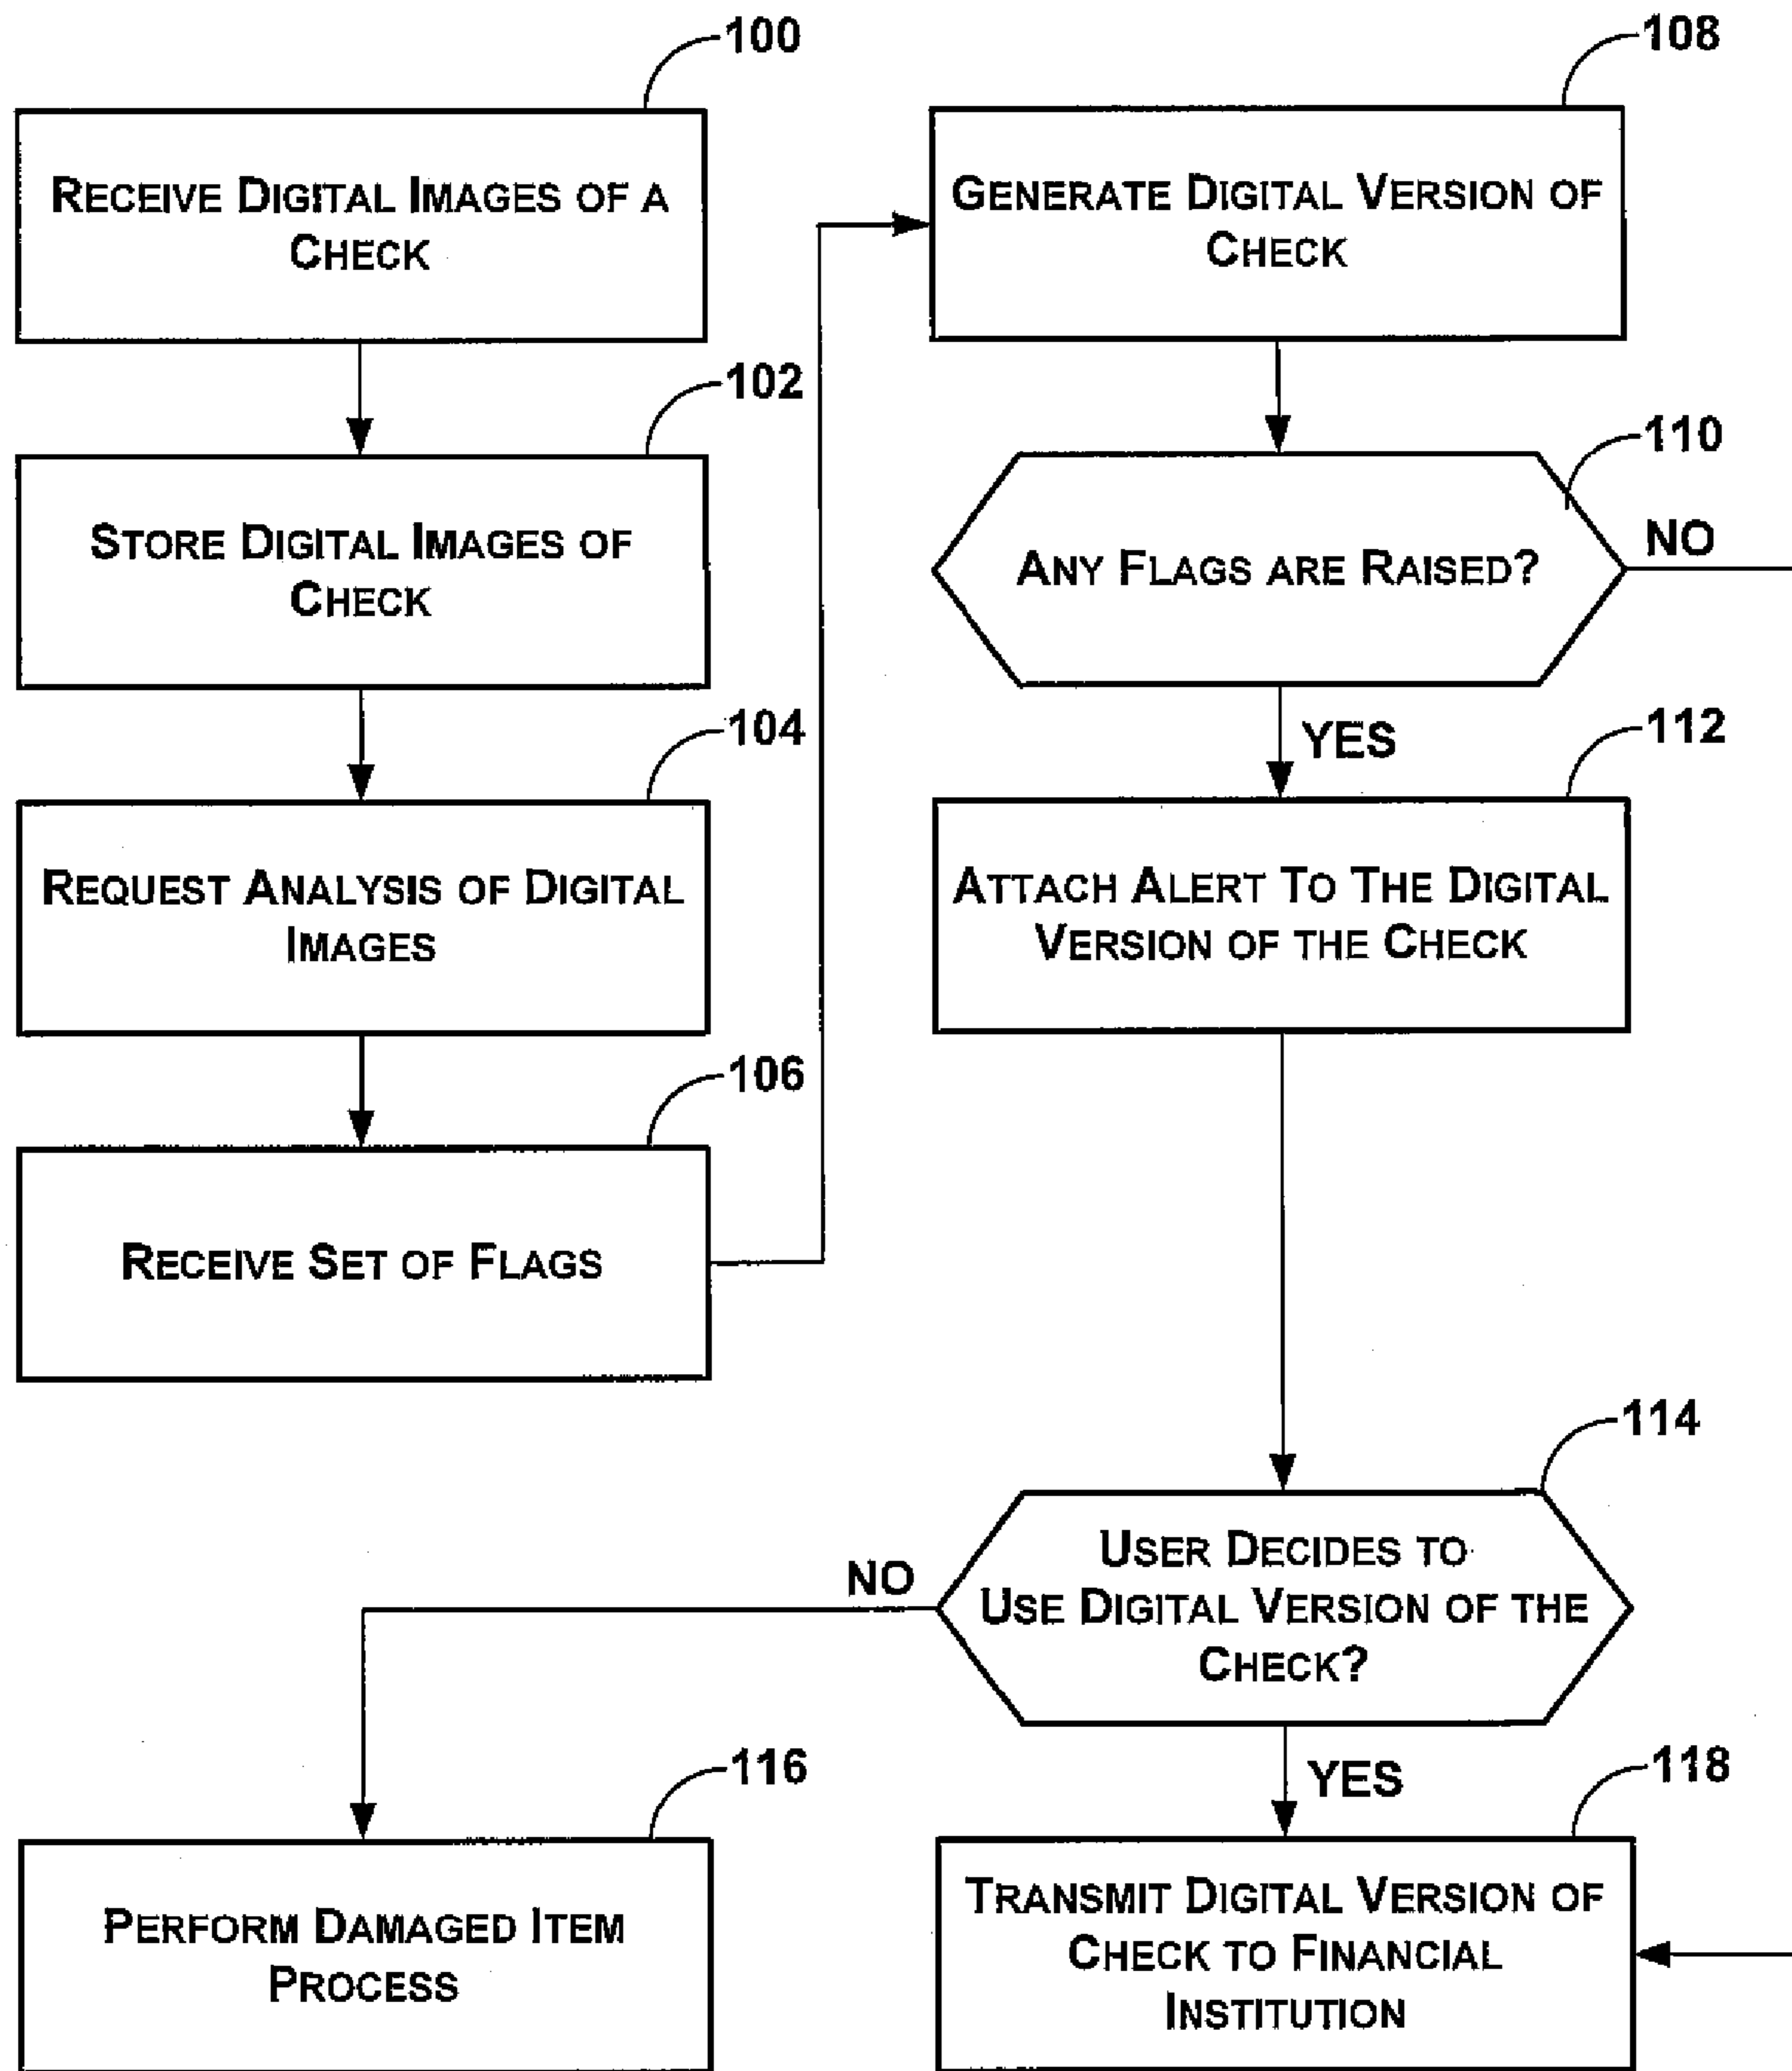 100
RECEIVE DIGITAL IMAGES OF A
CHECK
102
STORE DIGITAL IMAGES OF
CHECK
104
REQUEST ANALYSIS OF DIGITAL
IMAGES
106
RECEIVE SET OF FLAGS
108
GENERATE DIGITAL VERSION OF
CHECK
110
ANY FLAGS ARE RAISED?
NO
YES
112
ATTACH ALERT TO THE DIGITAL
VERSION OF THE CHECK
114
USER DECIDES TO
USE DIGITAL VERSION OF THE
CHECK?
NO
YES
116
PERFORM DAMAGED ITEM
PROCESS
118
TRANSMIT DIGITAL VERSION OF
CHECK TO FINANCIAL
INSTITUTION